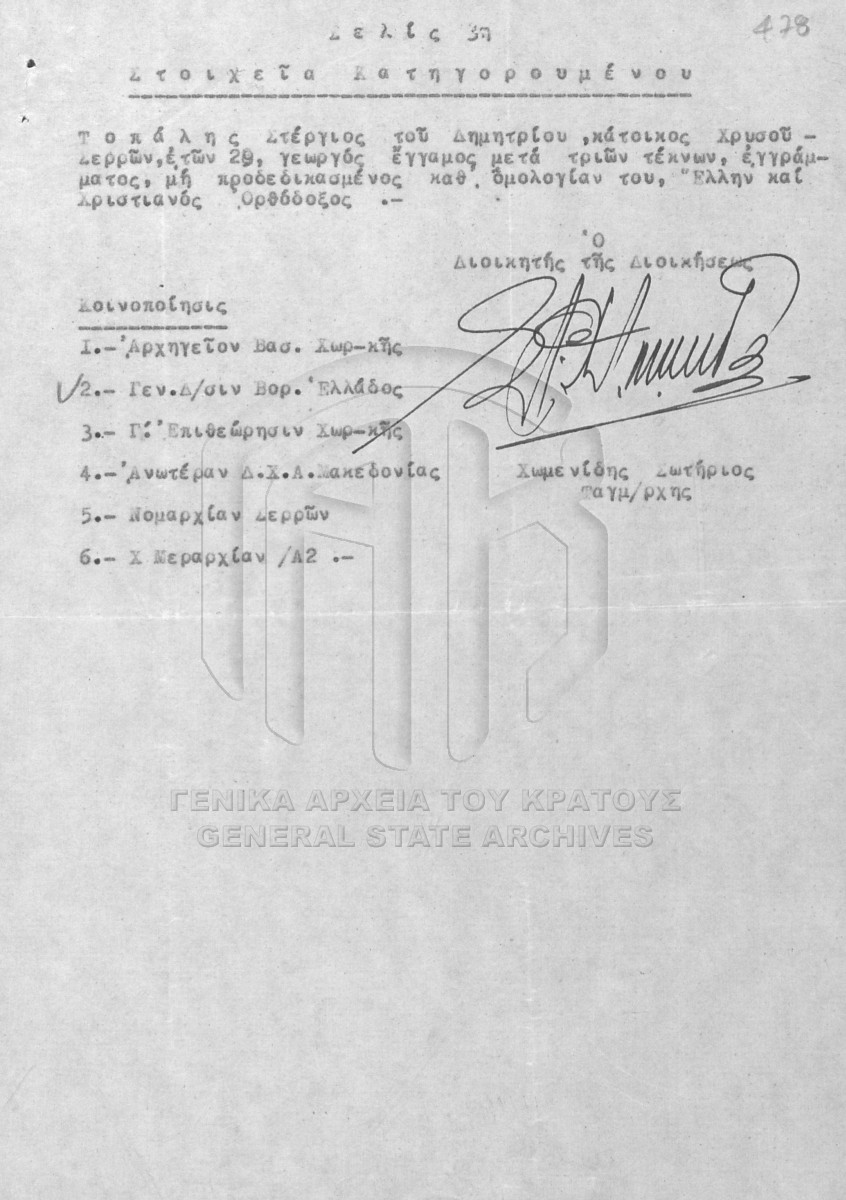 478
Σελίς 3η
Στοιχεῖα Κατηγορουμένου
Τοπάλης Στέργιος τοῦ Δημητρίου ,κάτοικος Χρυσοῦ -
Σερρῶν,ἐτῶν 29, γεωργός ἔγγαμος μετά τριῶν τέκνων, ἐγγράμ-
ματος, μή προδεδικασμένος καθ' ὁμολογίαν του, Ἕλλην καί
Χριστιανός Ὀρθόδοξος .-
Ὁ
Διοικητής τῆς Διοικήσεως
Κοινοποίησις
1.- Ἀρχηγεῖον Βασ. Χωρ-κῆς
2.- Γεν.Δ/σιν Βορ. Ἑλλάδος
3.- Γ! Ἐπιθεώρησιν Χωρ-κῆς
4.- Ἀνωτέραν Δ.Χ.Α.Μακεδονίας
Χωμενίδης Σωτήριος
Ταγμ/ρχης
5.- Νομαρχίαν Σερρῶν
6.- Χ Μεραρχίαν /Α2 .-
ΓΕΝΙΚΑ ΑΡΧΕΙΑ ΤΟΥ ΚΡΑΤΟΥΣ
GENERAL STATE ARCHIVES